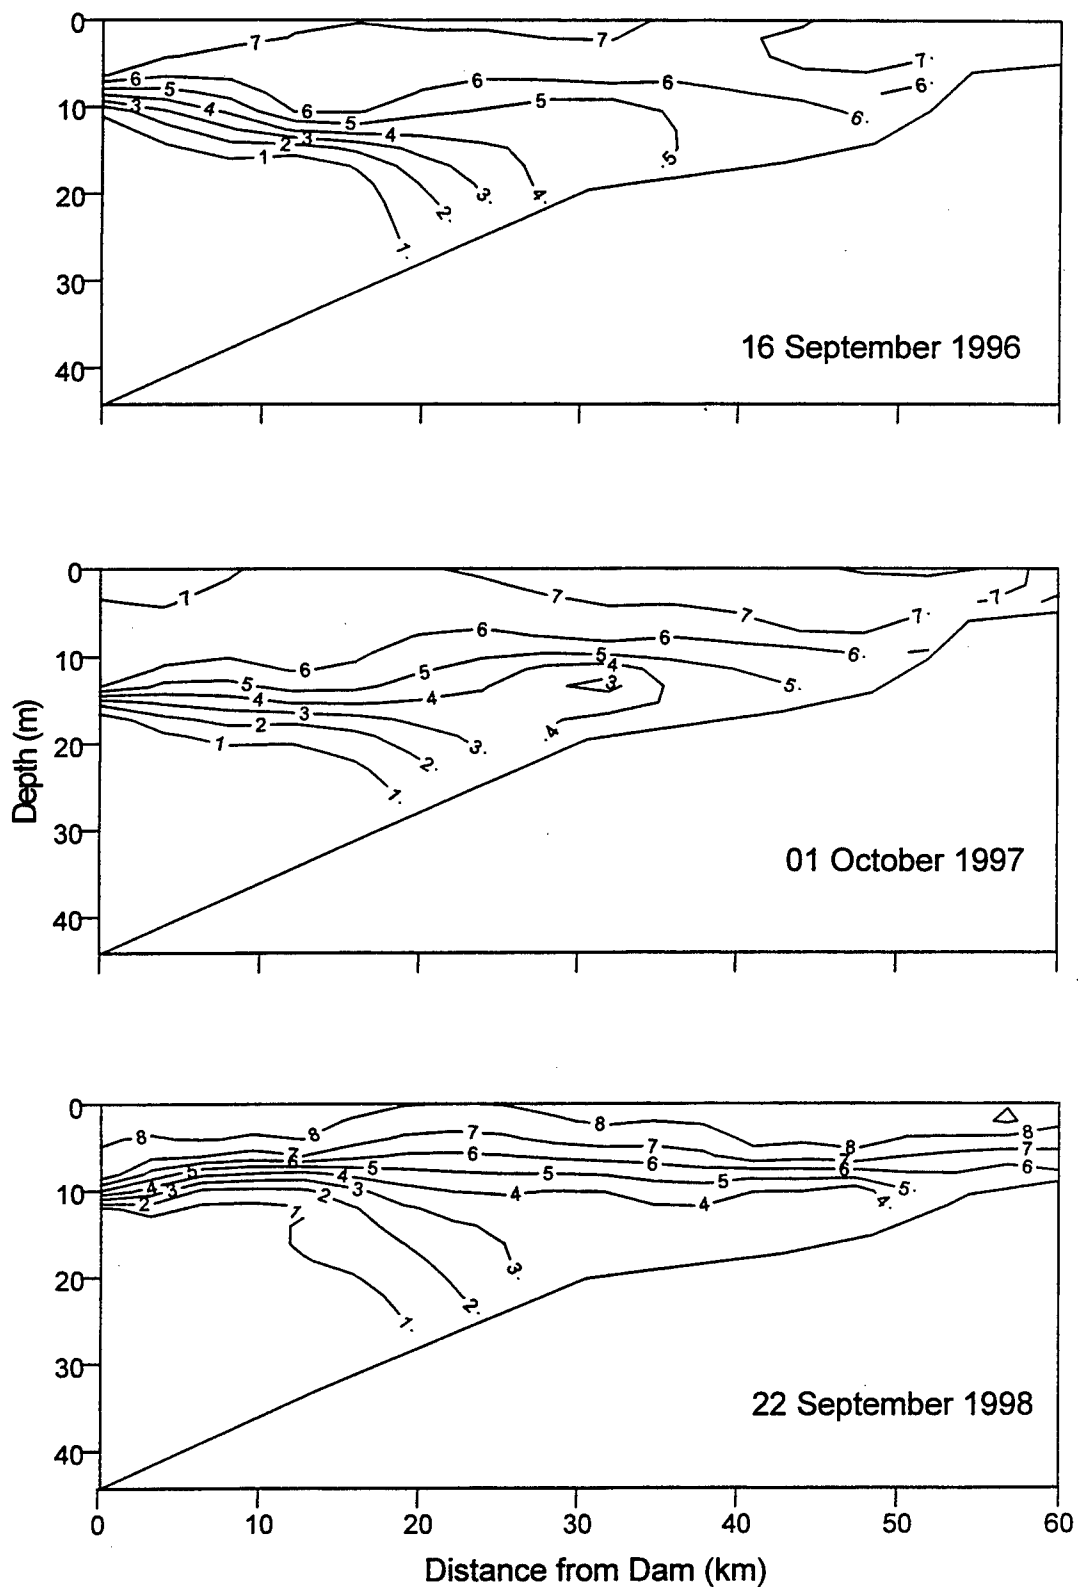 0
10
20
30
40
7 7 7.
6 6 6 6 6. 6.
5 5 5 .5
4 4 4.
3 3 3.
2 2.
1 1.
16 September 1996
Depth (m)
0
10
20
30
40
7 7 7 7. 7
6 6 6 6.
5 5 5 5.
4 4 4 .4
3 3. 3
2 2.
1 1.
01 October 1997
0
10
20
30
40
8 8 8 8 8
7 7 7 7 7
6 6 6 6 6
5 5 5 5 5.
4 4 4 4 4.
3 3 3.
2 2 2.
1 1.
22 September 1998
0 10 20 30 40 50 60
Distance from Dam (km)